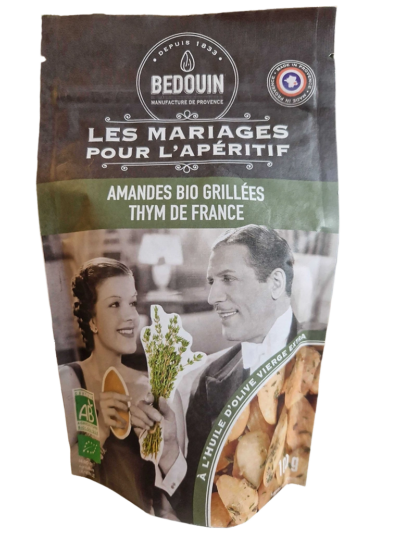 DEPUIS 1833
BEDOUIN
MANUFACTURE DE PROVENCE
LES MARIAGES
POUR L'APÉRITIF
AMANDES BIO GRILLÉES
THYM DE FRANCE
À L'HUILE D'OLIVE VIERGE EXTRA
AB